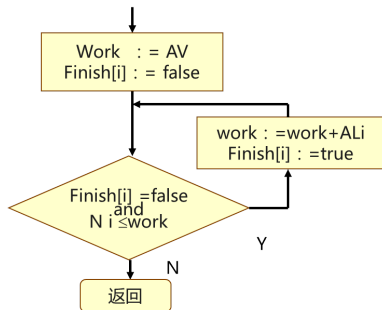 Work : = AV
Finish[i] : = false
work : =work+ALi
Finish[i] : =true
Finish[i] =false
and
N i ≤work
Y
N
返回